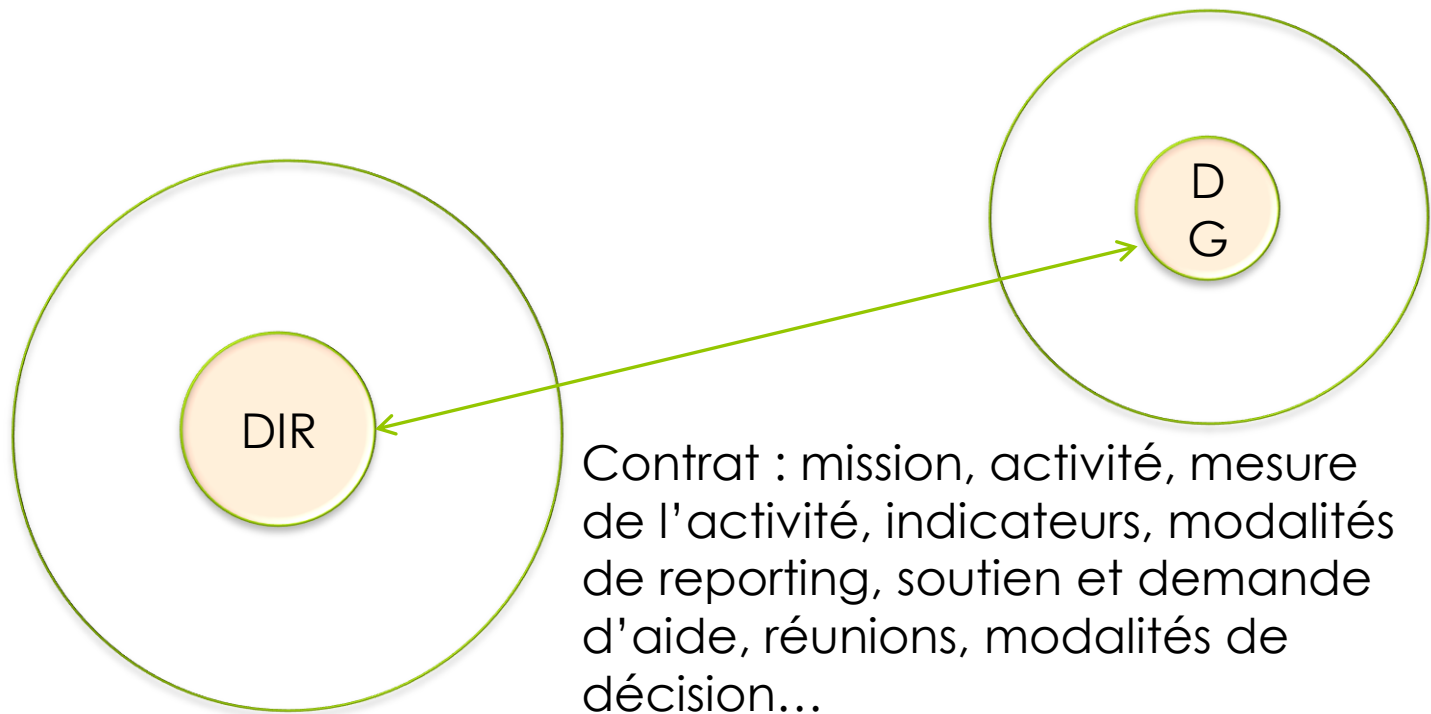 D
G
DIR
Contrat : mission, activité, mesure
de l’activité, indicateurs, modalités
de reporting, soutien et demande
d’aide, réunions, modalités de
décision…